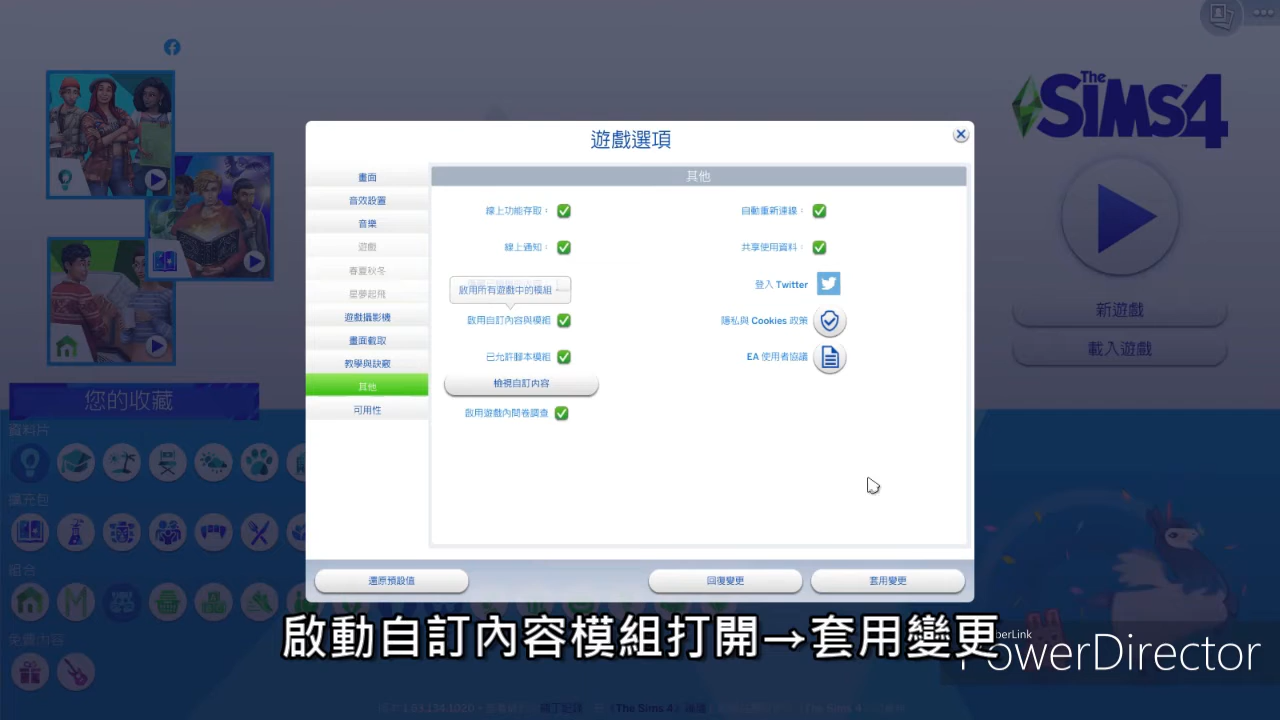 The Sims 4
遊戲選項
畫面
音效設置
音樂
遊戲
春夏秋冬
星夢起飛
遊戲攝影機
畫面截取
教學與訣竅
其他
可用性
其他
線上功能存取：
線上通知：
啟用所有遊戲中的模組。
啟用自訂內容與模組
已允許腳本模組
檢視自訂內容
啟用遊戲內問卷調查
自動重新連線：
共享使用資料：
登入 Twitter
隱私與 Cookies 政策
EA 使用者協議
還原預設值
回復變更
套用變更
新遊戲
載入遊戲
您的收藏
資料片
擴充包
組合
免費內容
啟動自訂內容模組打開→套用變更
PowerDirector